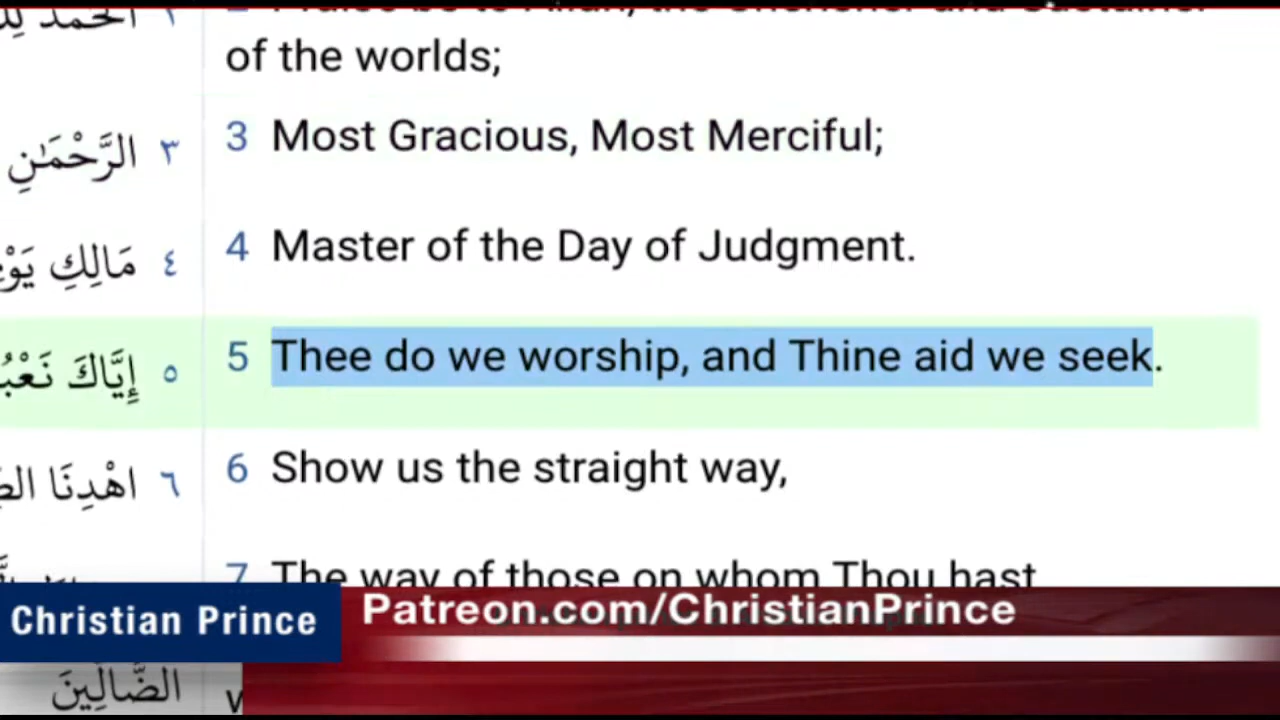 of the worlds;
الرَّحْمَٰنِ ٣
3 Most Gracious, Most Merciful;
مَالِكِ ٤
4 Master of the Day of Judgment.
إِيَّاكَ ٥
5 Thee do we worship, and Thine aid we seek.
اهْدِنَا ٦
6 Show us the straight way,
7 The way of those on whom Thou hast
Christian Prince
Patreon.com/ChristianPrince
الضَّالِّينَ